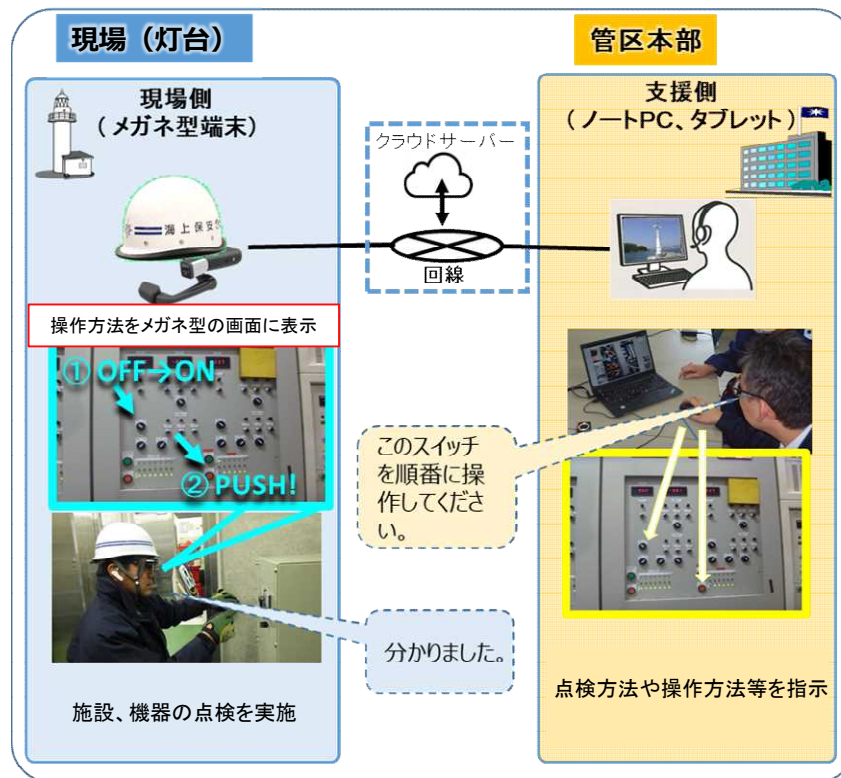 現場（灯台）
管区本部
現場側
（メガネ型端末）
支援側
（ノートPC、タブレット）
クラウドサーバー
海上保安庁
回線
操作方法をメガネ型の画面に表示
① OFF→ON
② PUSH!
このスイッチ
を順番に操
作してくださ
い。
分かりました。
施設、機器の点検を実施
点検方法や操作方法等を指示